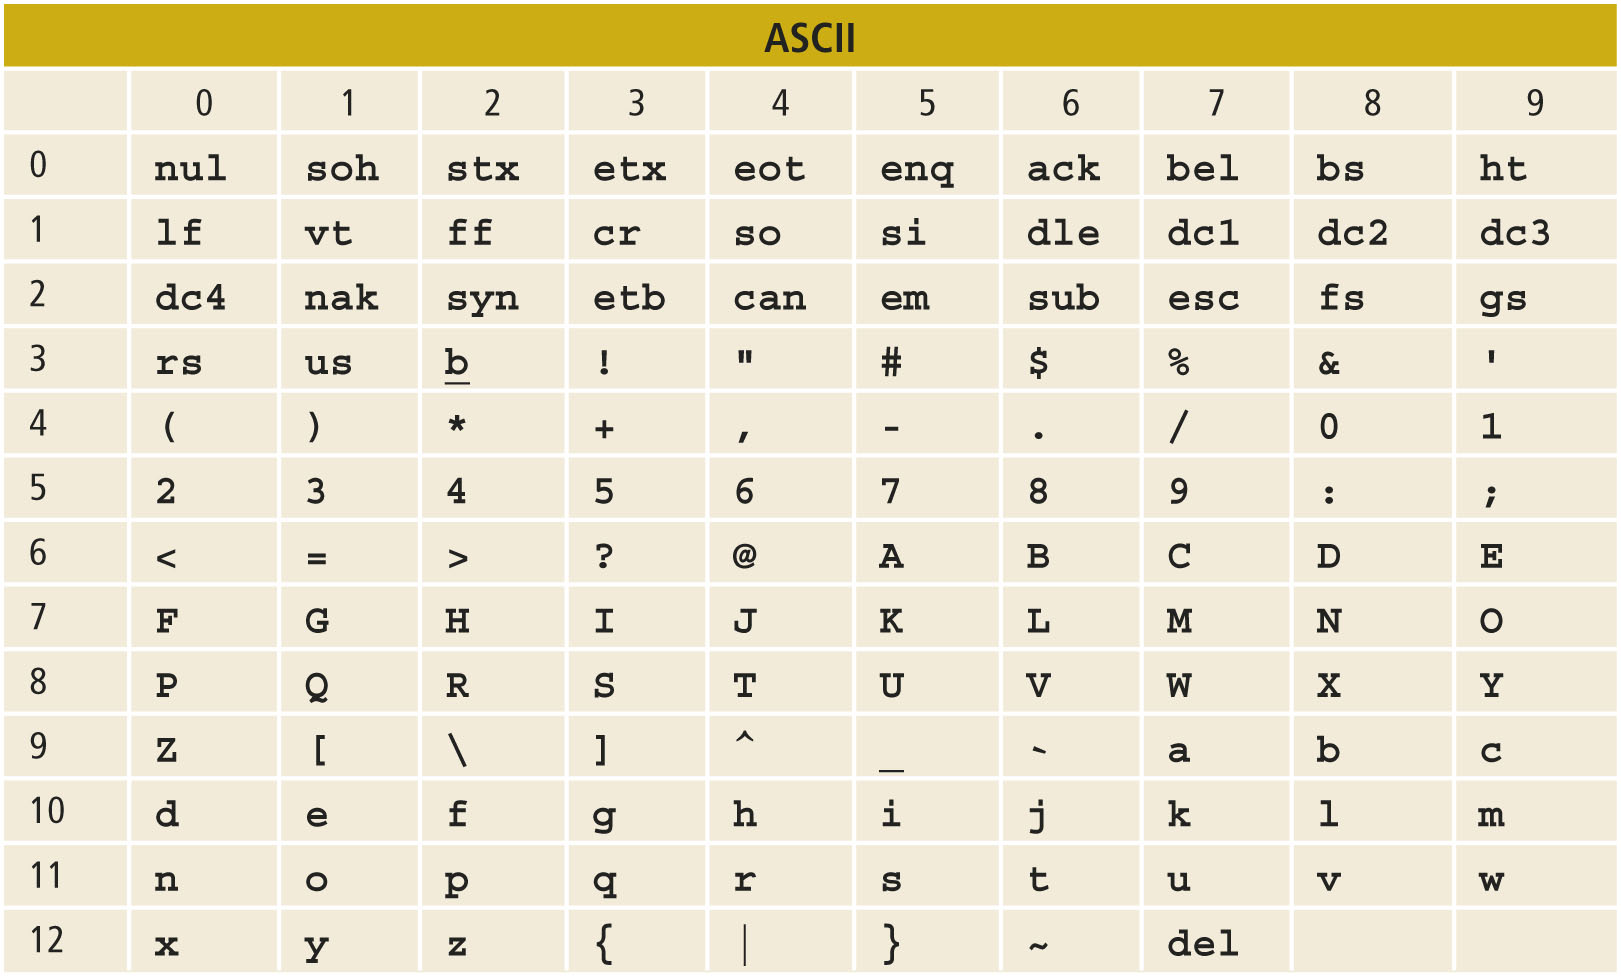 ASCII
0 1 2 3 4 5 6 7 8 9
0 nul soh stx etx eot enq ack bel bs ht
1 lf vt ff cr so si dle dc1 dc2 dc3
2 dc4 nak syn etb can em sub esc fs gs
3 rs us b ! " # $ % & '
4 ( ) * + , - . / 0 1
5 2 3 4 5 6 7 8 9 : ;
6 < = > ? @ A B C D E
7 F G H I J K L M N O
8 P Q R S T U V W X Y
9 Z [ \ ] ^ _ ` a b c
10 d e f g h i j k l m
11 n o p q r s t u v w
12 x y z { | } ~ del